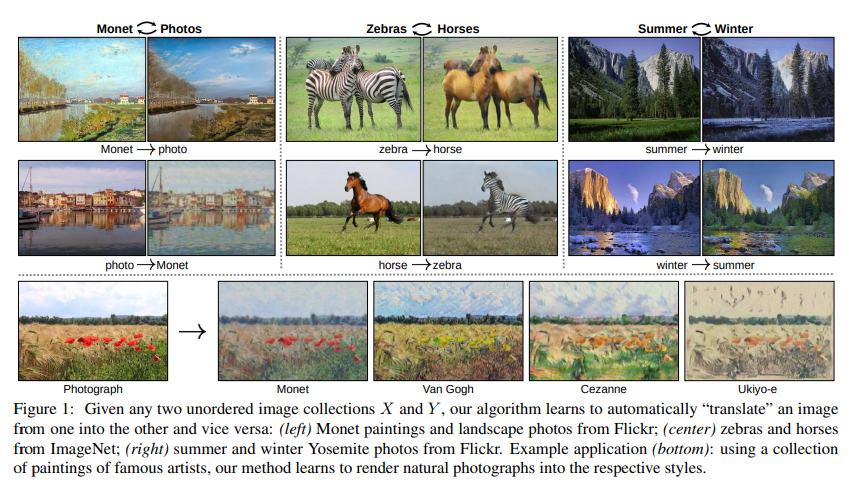 Monet ⇄ Photos
Zebras ⇄ Horses
Summer ⇄ Winter
Monet → photo
zebra → horse
summer → winter
photo → Monet
horse → zebra
winter → summer
Photograph
Monet
Van Gogh
Cezanne
Ukiyo-e
Figure 1: Given any two unordered image collections X and Y, our algorithm learns to automatically “translate” an image
from one into the other and vice versa: (left) Monet paintings and landscape photos from Flickr; (center) zebras and horses
from ImageNet; (right) summer and winter Yosemite photos from Flickr. Example application (bottom): using a collection
of paintings of famous artists, our method learns to render natural photographs into the respective styles.